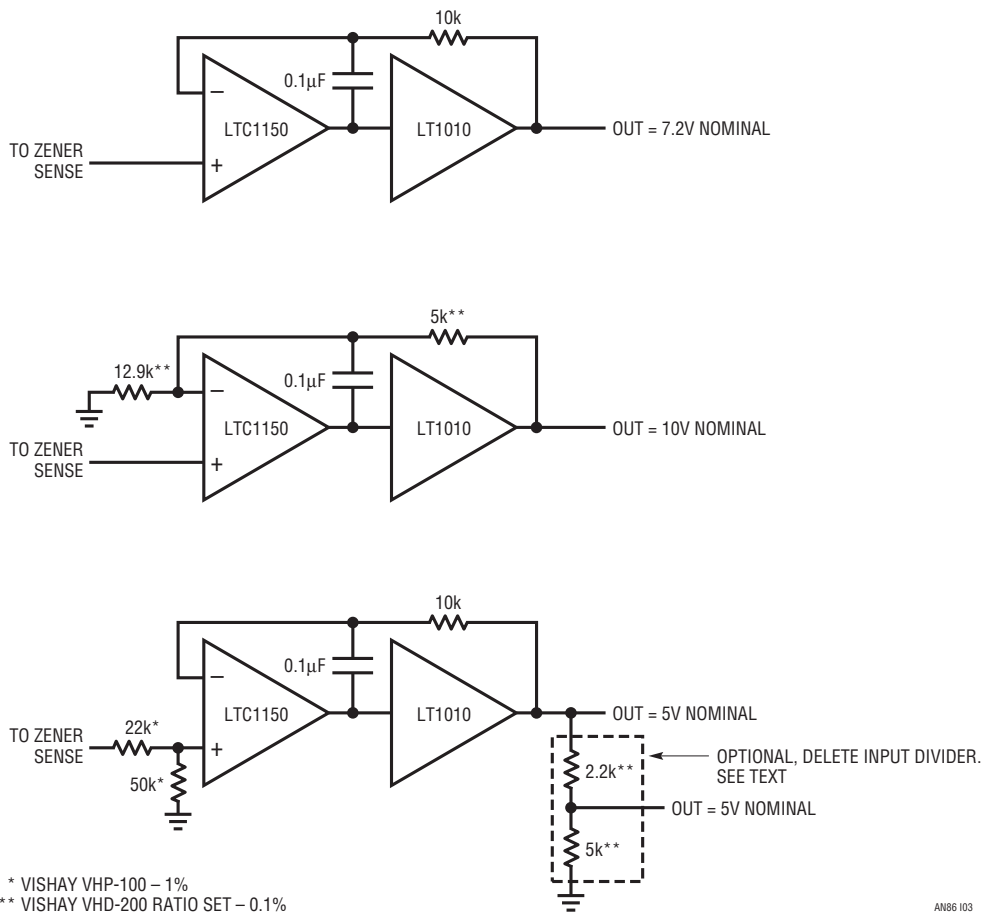 10k
0.1µF
–
LTC1150
LT1010
OUT = 7.2V NOMINAL
TO ZENER
SENSE
+
5k**
12.9k**
0.1µF
–
LTC1150
LT1010
OUT = 10V NOMINAL
TO ZENER
SENSE
+
10k
0.1µF
–
LTC1150
LT1010
OUT = 5V NOMINAL
TO ZENER
SENSE
22k*
+
50k*
OPTIONAL, DELETE INPUT DIVIDER.
SEE TEXT
2.2k**
OUT = 5V NOMINAL
5k**
* VISHAY VHP-100 – 1%
** VISHAY VHD-200 RATIO SET – 0.1%
AN86 I03